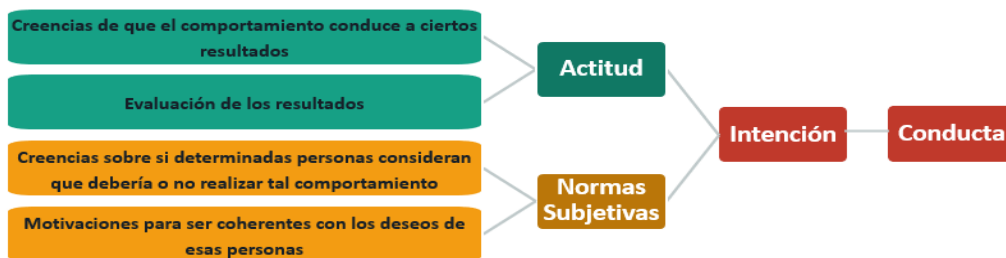 Creencias de que el comportamiento conduce a ciertos
resultados
Evaluación de los resultados
Creencias sobre si determinadas personas consideran
que debería o no realizar tal comportamiento
Motivaciones para ser coherentes con los deseos de
esas personas
Actitud
Normas
Subjetivas
Intención
Conducta